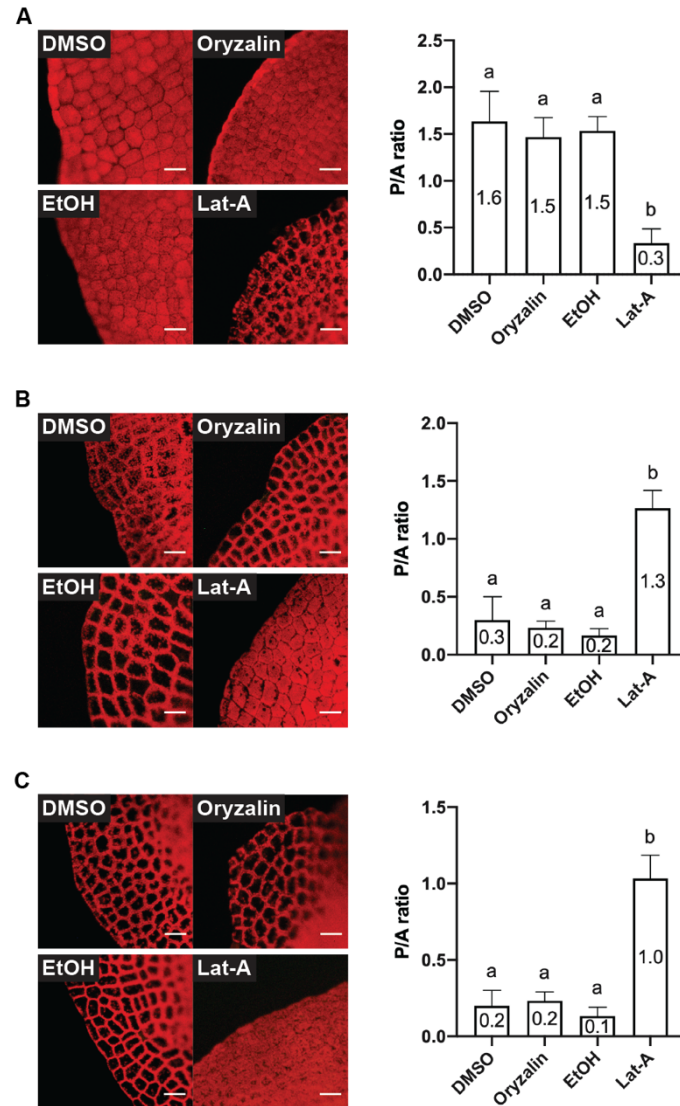 A
DMSO
Oryzalin
EtOH
Lat-A
P/A ratio
2.5
2.0
1.5
1.0
0.5
0.0
a
a
a
b
1.6
1.5
1.5
0.3
DMSO
Oryzalin
EtOH
Lat-A
B
DMSO
Oryzalin
EtOH
Lat-A
P/A ratio
2.0
1.5
1.0
0.5
0.0
a
a
a
b
0.3
0.2
0.2
1.3
DMSO
Oryzalin
EtOH
Lat-A
C
DMSO
Oryzalin
EtOH
Lat-A
P/A ratio
1.5
1.0
0.5
0.0
a
a
a
b
0.2
0.2
0.1
1.0
DMSO
Oryzalin
EtOH
Lat-A